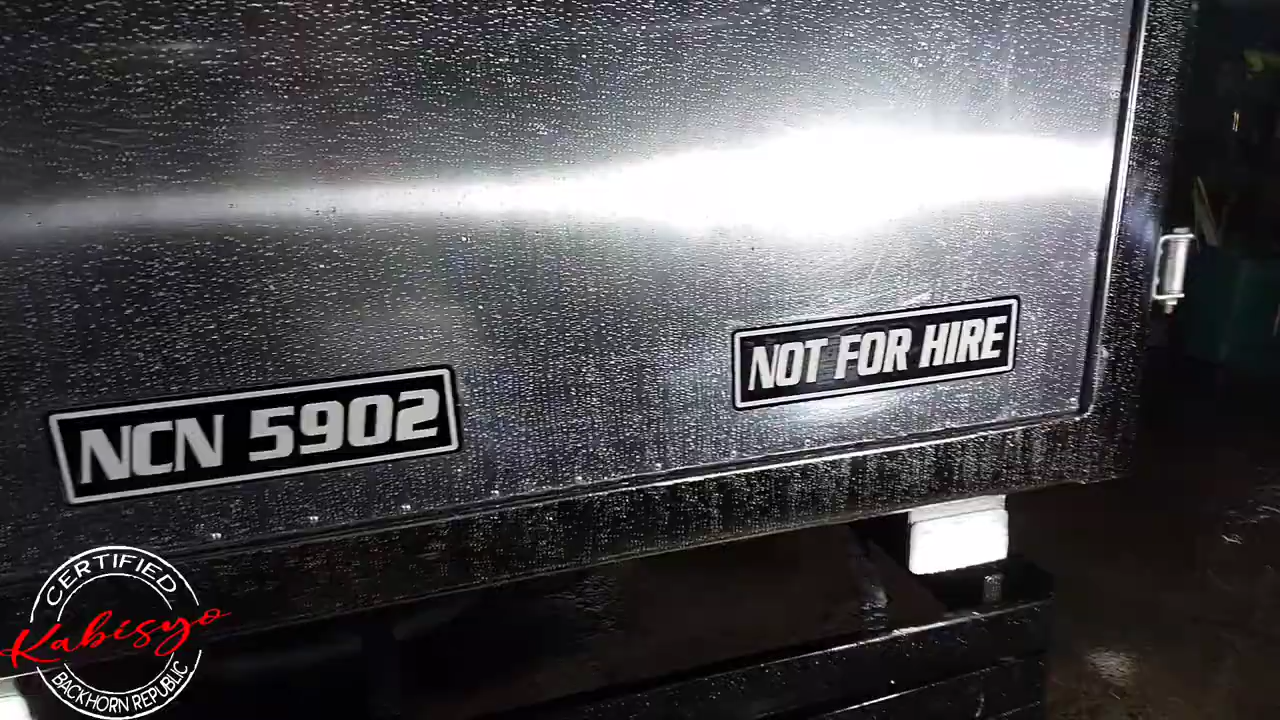 NOT FOR HIRE
NCN 5902
CERTIFIED
Kabisyo
BACKHORN REPUBLIC